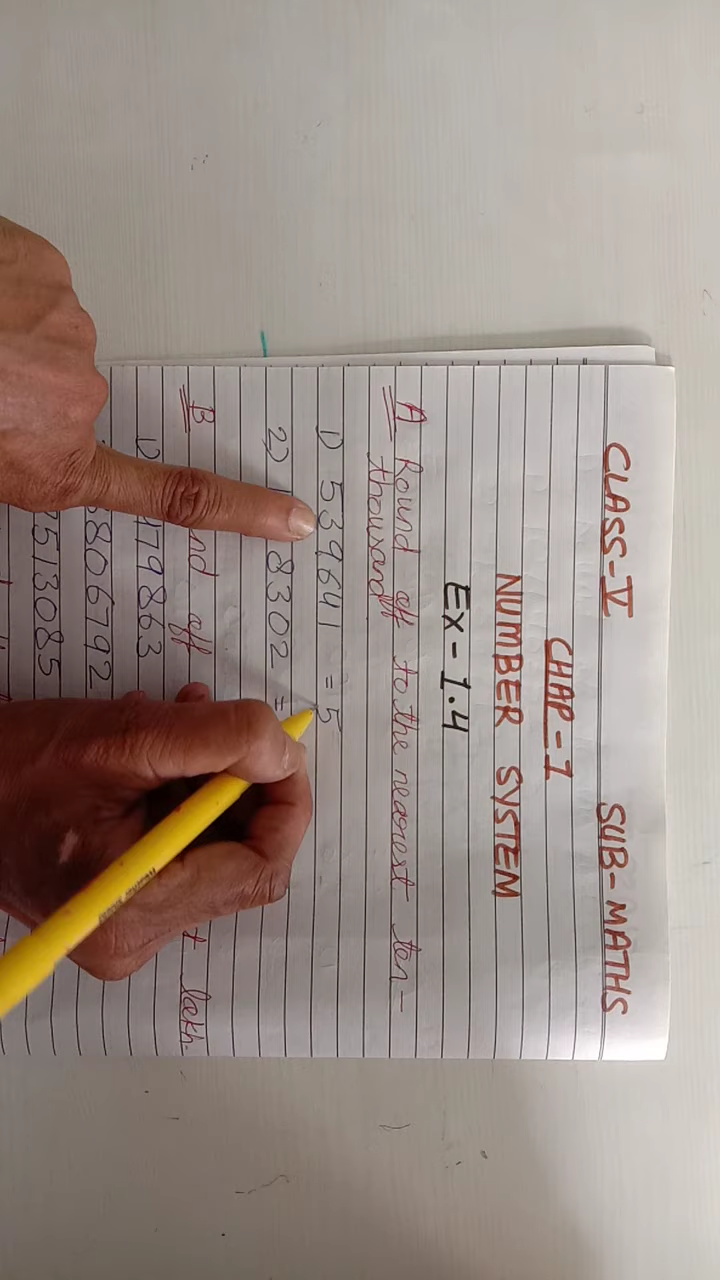 CLASS-V SUB-MATHS
CHAP-1
NUMBER SYSTEM
Ex-1.4
A Round off to the nearest ten-
thousand
1) 539641 = 5
2) 8302 =
B nd off t lakh.
1) 479863
806792
513085